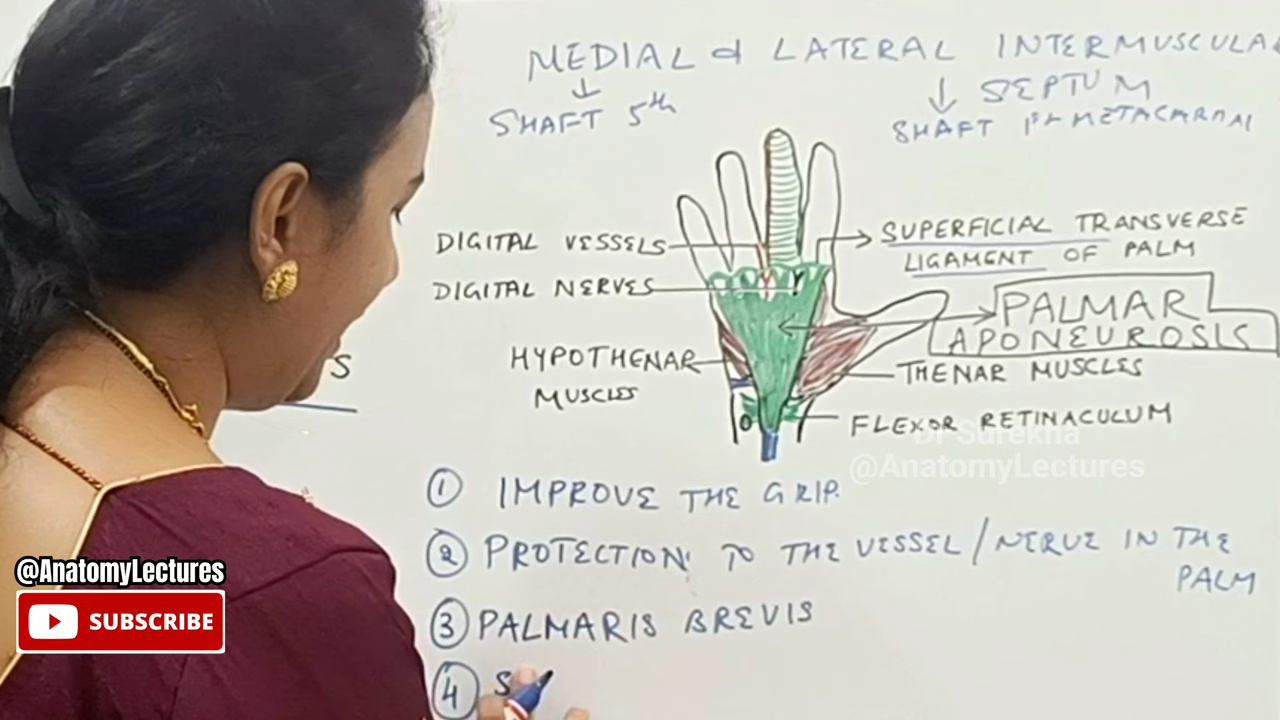 MEDIAL & LATERAL INTERMUSCULA
SEPTUM
SHAFT 5th
SHAFT 1st METACARPAL
DIGITAL VESSELS
SUPERFICIAL TRANSVERSE
LIGAMENT OF PALM
DIGITAL NERVES
PALMAR
APONEUROSIS
HYPOTHENAR
MUSCLES
THENAR MUSCLES
FLEXOR RETINACULUM
S
Dr Surekha
@AnatomyLectures
① IMPROVE THE GRIP.
② PROTECTION TO THE VESSEL/NERVE IN THE
PALM
③ PALMARIS BREVIS
④ S
@AnatomyLectures
SUBSCRIBE